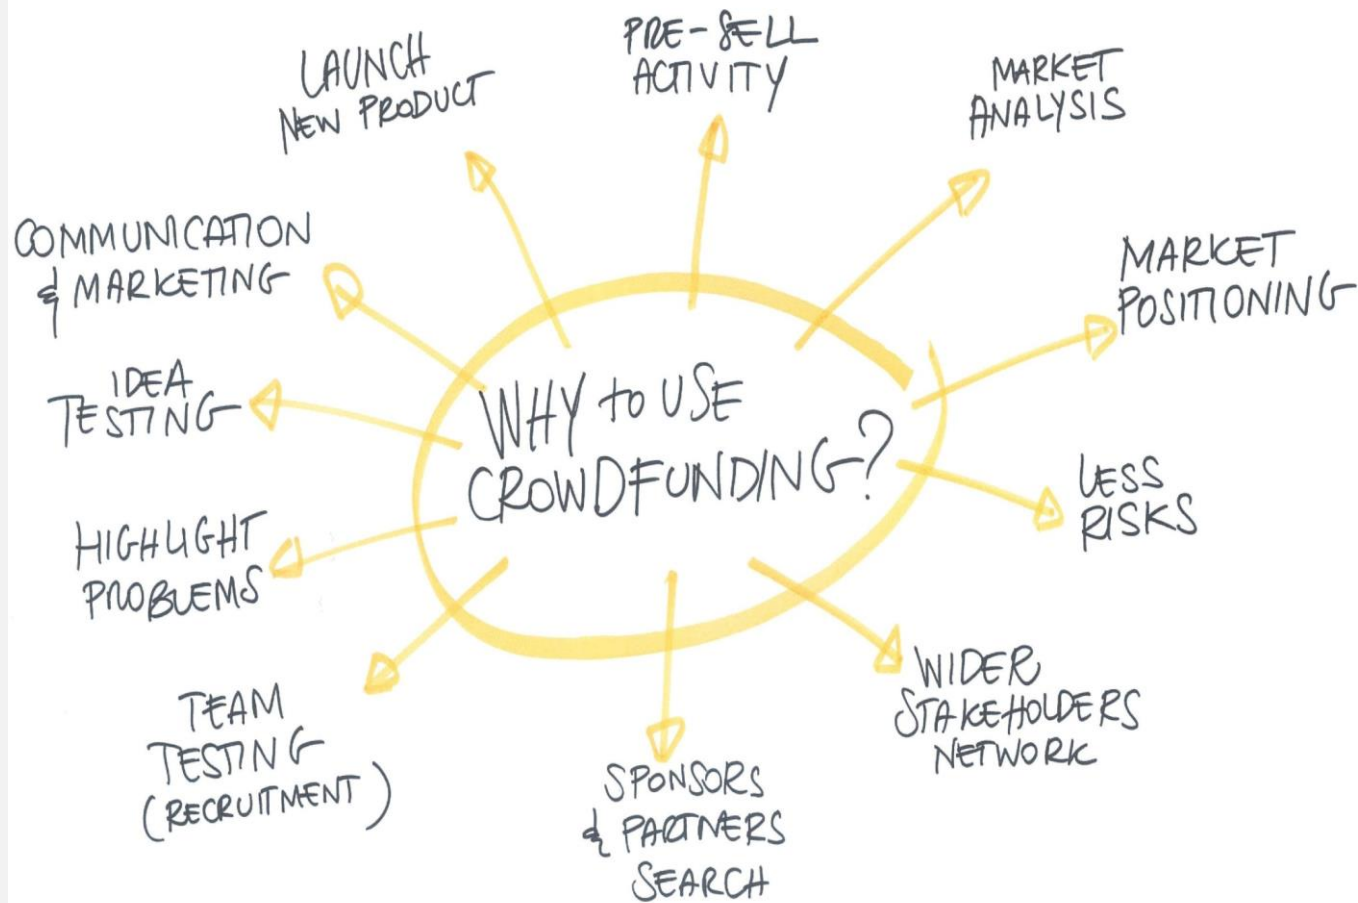 WHY to USE
CROWDFUNDING?
LAUNCH
NEW PRODUCT
PRE-SELL
ACTIVITY
MARKET
ANALYSIS
MARKET
POSITIONING
LESS
RISKS
WIDER
STAKEHOLDERS
NETWORK
SPONSORS
& PARTNERS
SEARCH
TEAM
TESTING
(RECRUITMENT)
HIGHLIGHT
PROBLEMS
IDEA
TESTING
COMMUNICATION
& MARKETING